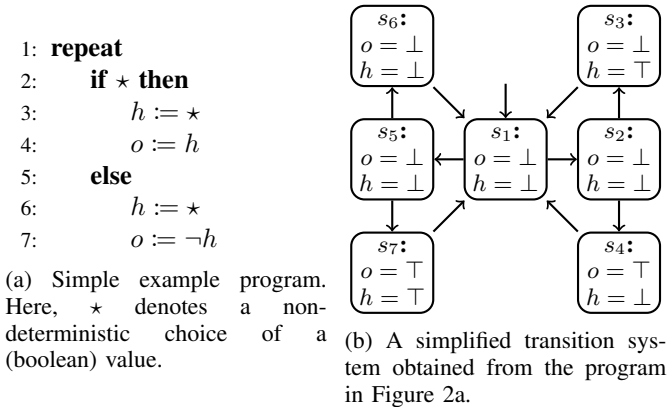 1: repeat
2: if ⋆ then
3: h := ⋆
4: o := h
5: else
6: h := ⋆
7: o := ¬h
(a) Simple example program.
Here, ⋆ denotes a non-
deterministic choice of a
(boolean) value.
s6:
o = ⊥
h = ⊥
s3:
o = ⊥
h = ⊤
s5:
o = ⊥
h = ⊥
s1:
o = ⊥
h = ⊥
s2:
o = ⊥
h = ⊥
s7:
o = ⊤
h = ⊤
s4:
o = ⊤
h = ⊥
(b) A simplified transition sys-
tem obtained from the program
in Figure 2a.